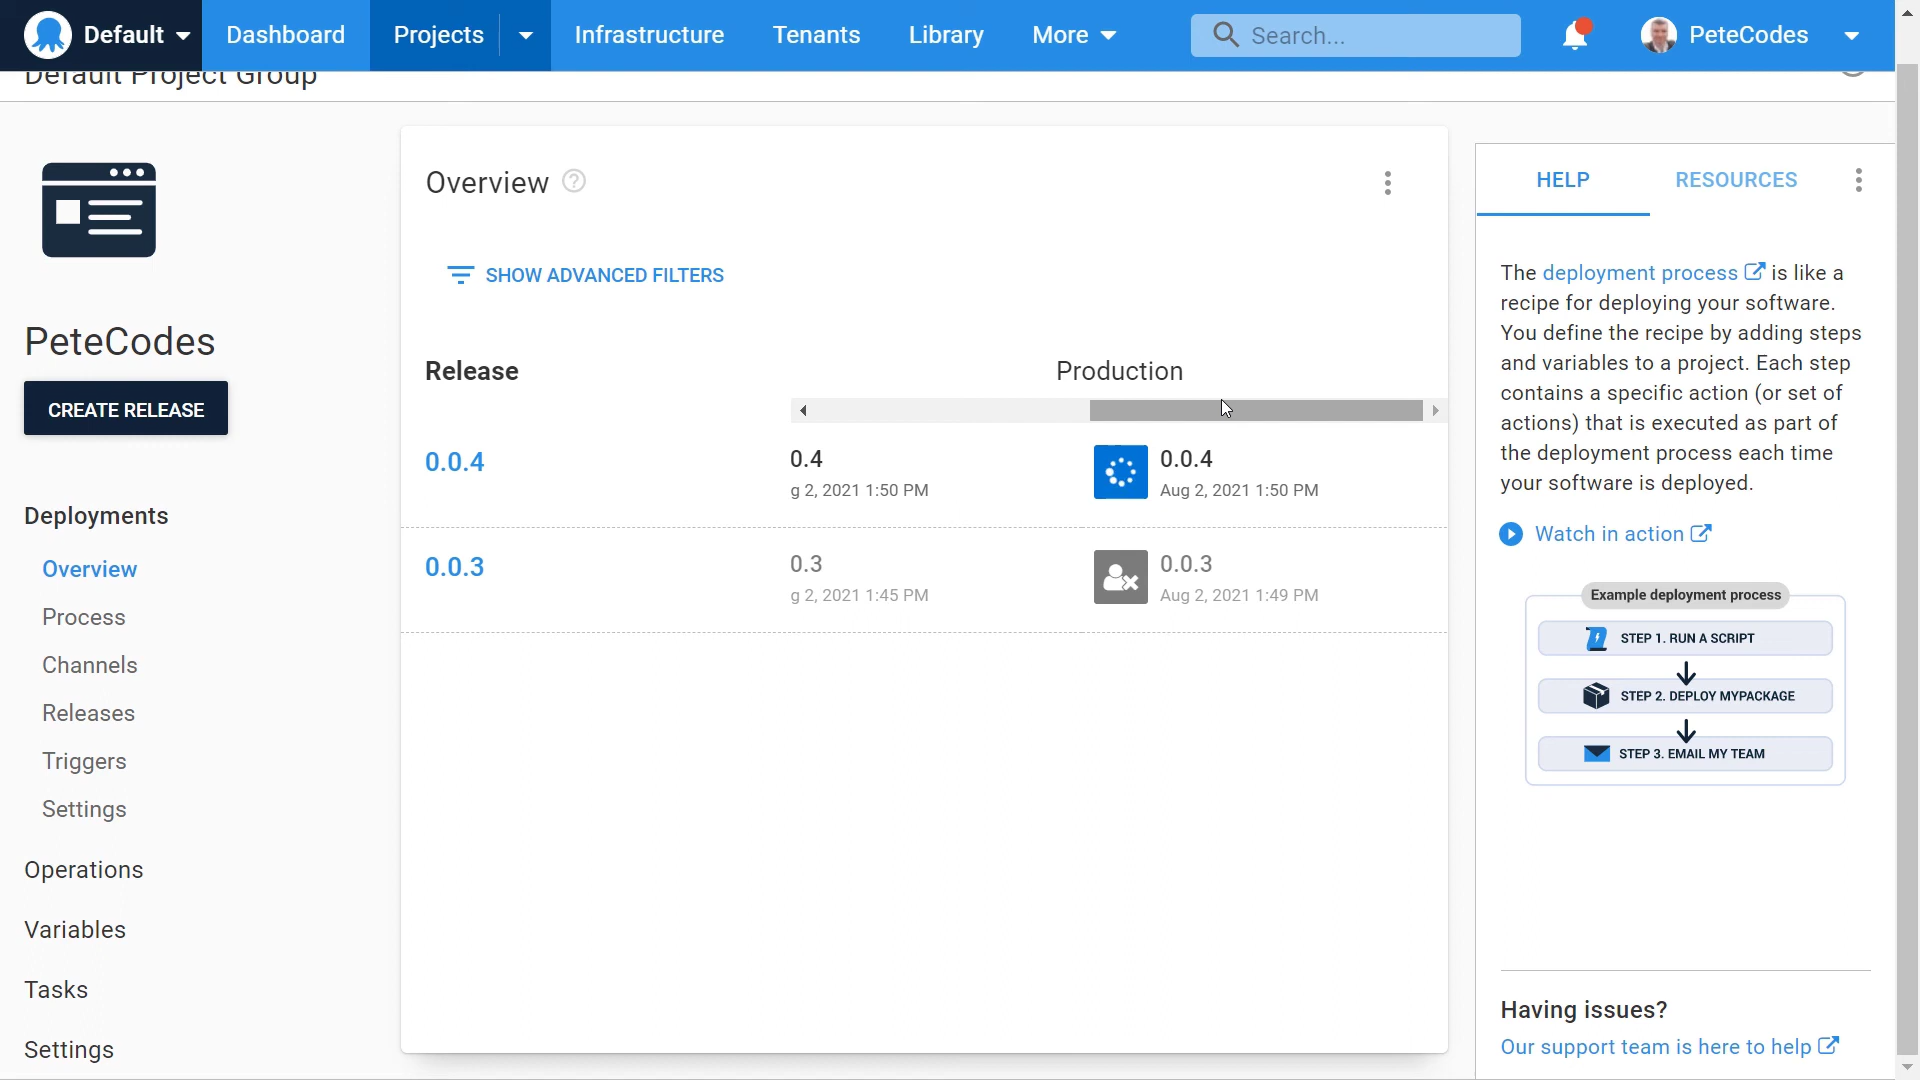 Default
Dashboard
Projects
Infrastructure
Tenants
Library
More
Search...
PeteCodes
Default Project Group
PeteCodes
CREATE RELEASE
Deployments
Overview
Process
Channels
Releases
Triggers
Settings
Operations
Variables
Tasks
Settings
Overview
SHOW ADVANCED FILTERS
Release
Production
0.0.4
0.4
g 2, 2021 1:50 PM
0.0.4
Aug 2, 2021 1:50 PM
0.0.3
0.3
g 2, 2021 1:45 PM
0.0.3
Aug 2, 2021 1:49 PM
HELP
RESOURCES
The deployment process is like a
recipe for deploying your software.
You define the recipe by adding steps
and variables to a project. Each step
contains a specific action (or set of
actions) that is executed as part of
the deployment process each time
your software is deployed.
Watch in action
Example deployment process
STEP 1. RUN A SCRIPT
STEP 2. DEPLOY MYPACKAGE
STEP 3. EMAIL MY TEAM
Having issues?
Our support team is here to help